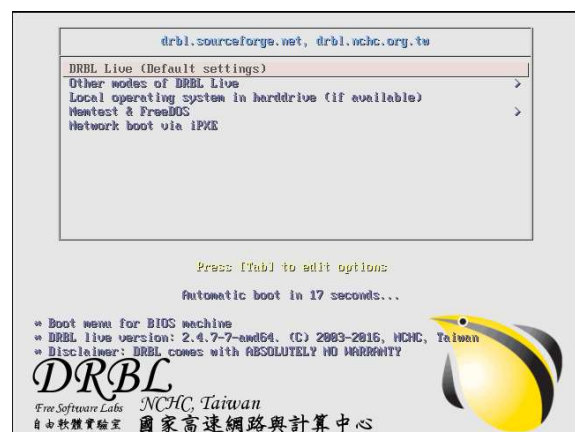 drbl.sourceforge.net, drbl.nchc.org.tw
DRBL Live (Default settings)
Other modes of DRBL Live >
Local operating system in harddrive (if available)
Memtest & FreeDOS >
Network boot via iPXE
Press [Tab] to edit options
Automatic boot in 17 seconds...
* Boot menu for BIOS machine
* DRBL live version: 2.4.7-7-amd64. (C) 2003-2016, NCHC, Taiwan
* Disclaimer: DRBL comes with ABSOLUTELY NO WARRANTY
DRBL
Free Software Labs NCHC, Taiwan
自由軟體實驗室 國家高速網路與計算中心